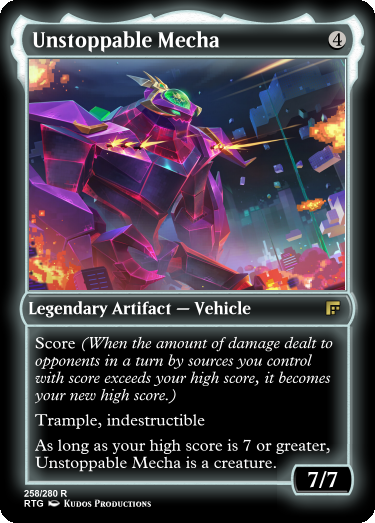 Unstoppable Mecha 4
Legendary Artifact — Vehicle
Score (When the amount of damage dealt to
opponents in a turn by sources you control
with score exceeds your high score, it becomes
your new high score.)
Trample, indestructible
As long as your high score is 7 or greater,
Unstoppable Mecha is a creature.
7/7
258/280 R
RTG Kudos Productions